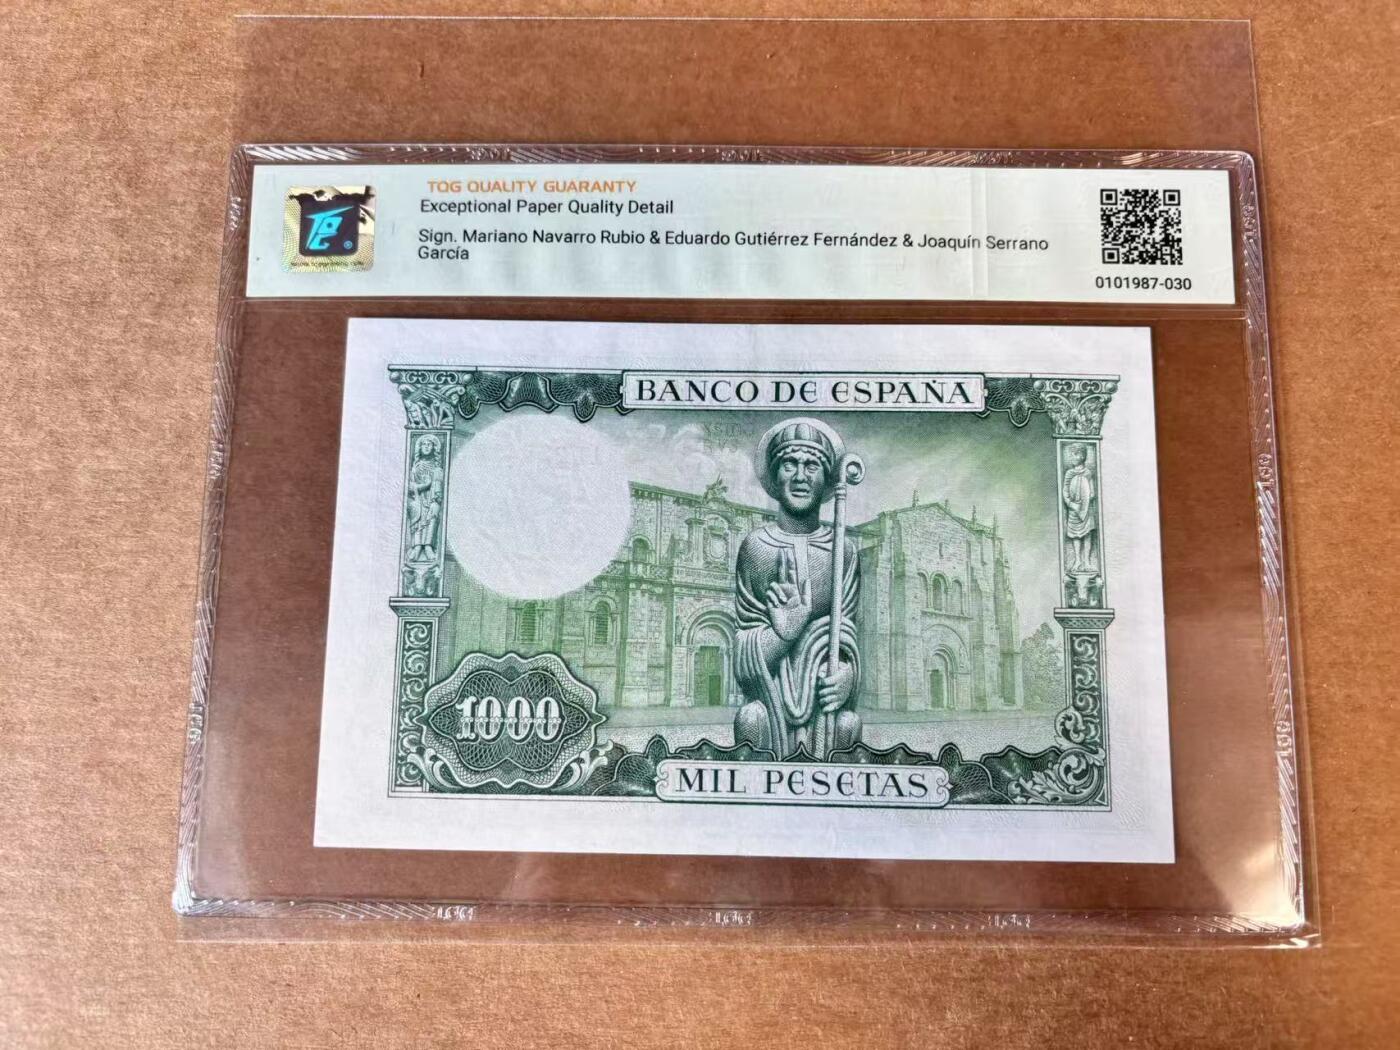 TQG QUALITY GUARANTY
Exceptional Paper Quality Detail
Sign. Mariano Navarro Rubio & Eduardo Gutiérrez Fernández & Joaquín Serrano
García
0101987-030
BANCO DE ESPAÑA
1000
MIL PESETAS